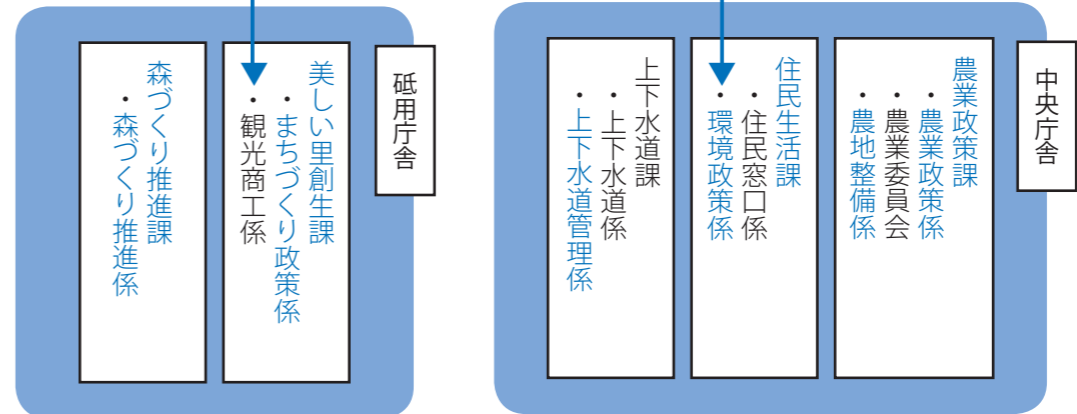 中央庁舎
農業政策課
・農業政策係
・農業委員会
・農地整備係
住民生活課
・住民窓口係
・環境政策係
上下水道課
・上下水道係
・上下水道管理係
砥用庁舎
美しい里創生課
・まちづくり政策係
・観光商工係
森づくり推進課
・森づくり推進係